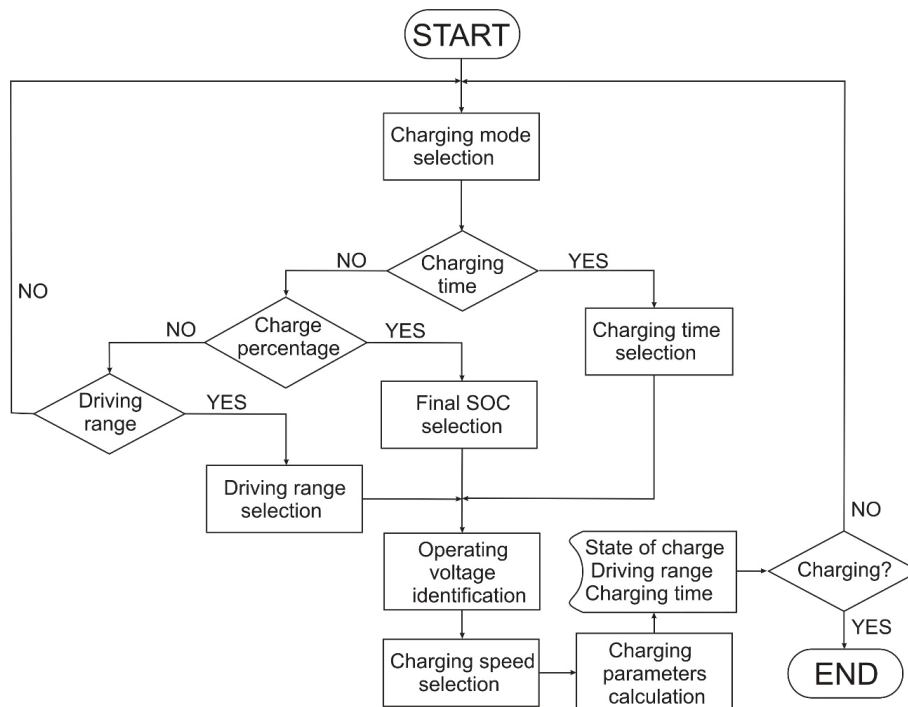 START
Charging mode
selection
NO
Charging
time
YES
NO
NO
Charge
percentage
YES
Charging time
selection
Driving
range
YES
Final SOC
selection
Driving range
selection
NO
Operating
voltage
identification
State of charge
Driving range
Charging time
Charging?
YES
Charging speed
selection
Charging
parameters
calculation
END